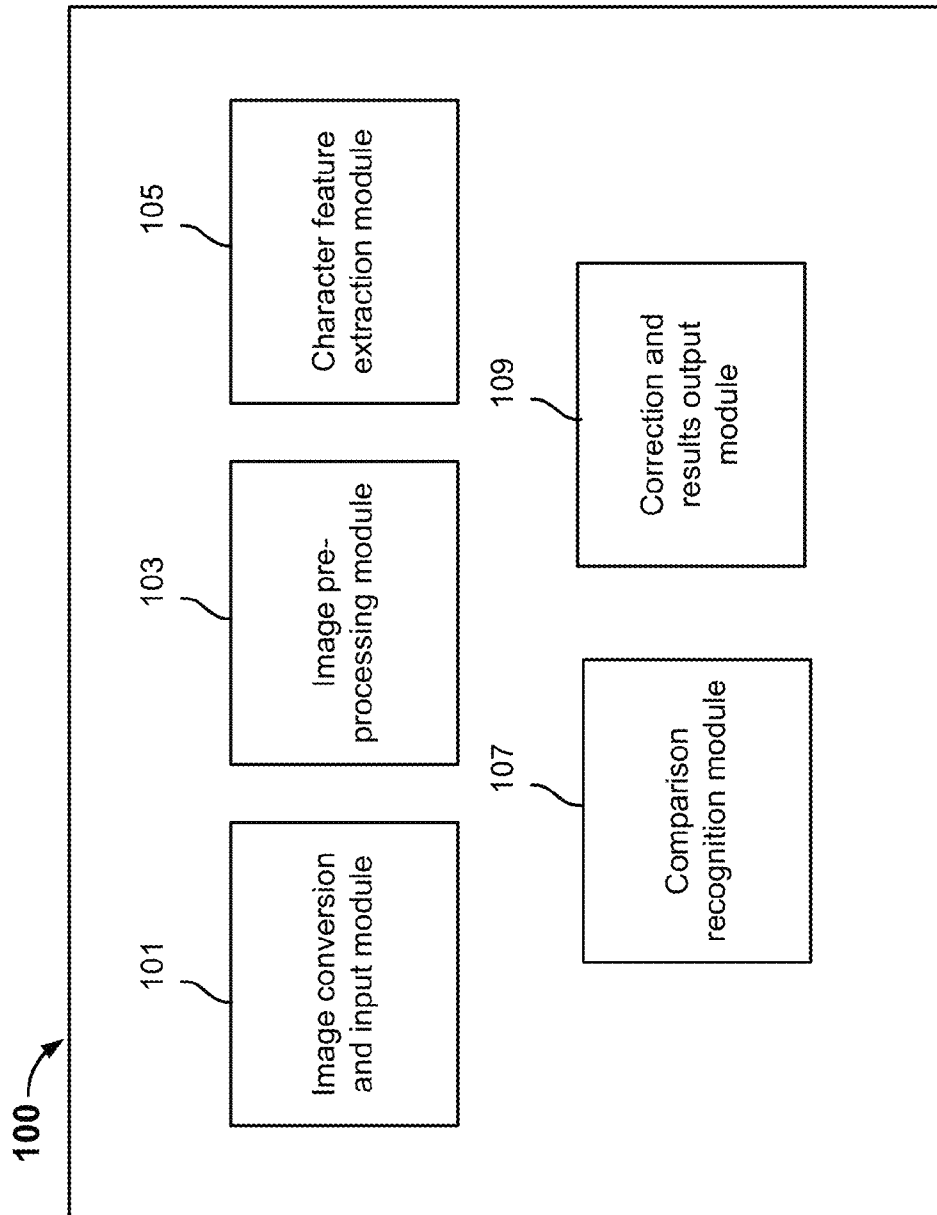 100
101
Image conversion
and input module
103
Image pre-
processing module
105
Character feature
extraction module
107
Comparison
recognition module
109
Correction and
results output
module